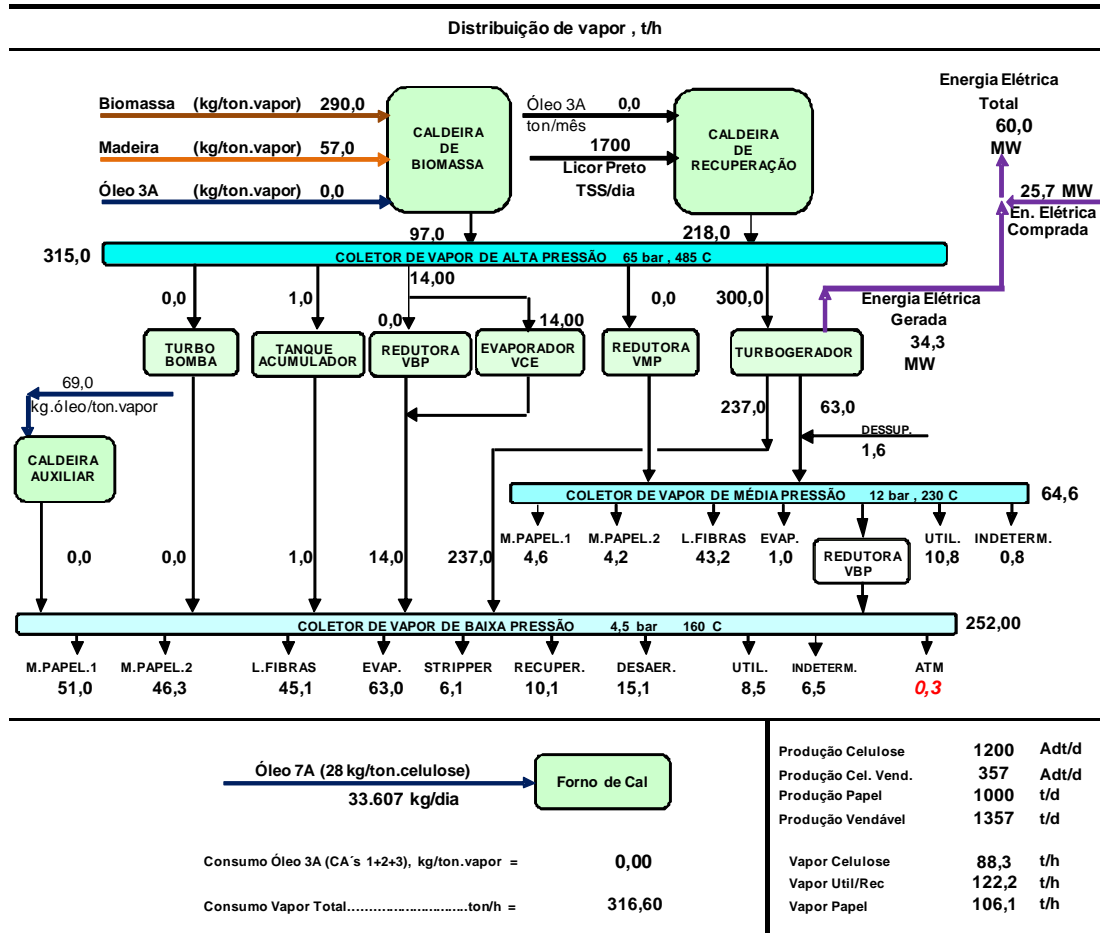 Distribuição de vapor , t/h
Energia Elétrica
Total
60,0
MW
Biomassa (kg/ton.vapor) 290,0
Madeira (kg/ton.vapor) 57,0
Óleo 3A (kg/ton.vapor) 0,0
CALDEIRA
DE
BIOMASSA
Óleo 3A 0,0
ton/mês
1700
Licor Preto
TSS/dia
CALDEIRA
DE
RECUPERAÇÃO
25,7 MW
En. Elétrica
Comprada
97,0
218,0
315,0
COLETOR DE VAPOR DE ALTA PRESSÃO 65 bar , 485 C
0,0
1,0
14,00
0,0
14,00
0,0
300,0
Energia Elétrica
Gerada
34,3
MW
TURBO
BOMBA
TANQUE
ACUMULADOR
REDUTORA
VBP
EVAPORADOR
VCE
REDUTORA
VMP
TURBOGERADOR
69,0
kg.óleo/ton.vapor
CALDEIRA
AUXILIAR
237,0
63,0
DESSUP.
1,6
COLETOR DE VAPOR DE MÉDIA PRESSÃO 12 bar , 230 C
64,6
M.PAPEL.1
4,6
M.PAPEL.2
4,2
L.FIBRAS
43,2
EVAP.
1,0
REDUTORA
VBP
UTIL.
10,8
INDETERM.
0,8
0,0
0,0
1,0
14,0
237,0
COLETOR DE VAPOR DE BAIXA PRESSÃO 4,5 bar 160 C
252,00
M.PAPEL.1
51,0
M.PAPEL.2
46,3
L.FIBRAS
45,1
EVAP.
63,0
STRIPPER
6,1
RECUPER.
10,1
DESAER.
15,1
UTIL.
8,5
INDETERM.
6,5
ATM
0,3
Óleo 7A (28 kg/ton.celulose)
33.607 kg/dia
Forno de Cal
Consumo Óleo 3A (CA´s 1+2+3), kg/ton.vapor = 0,00
Consumo Vapor Total..............................ton/h = 316,60
Produção Celulose 1200 Adt/d
Produção Cel. Vend. 357 Adt/d
Produção Papel 1000 t/d
Produção Vendável 1357 t/d
Vapor Celulose 88,3 t/h
Vapor Util/Rec 122,2 t/h
Vapor Papel 106,1 t/h